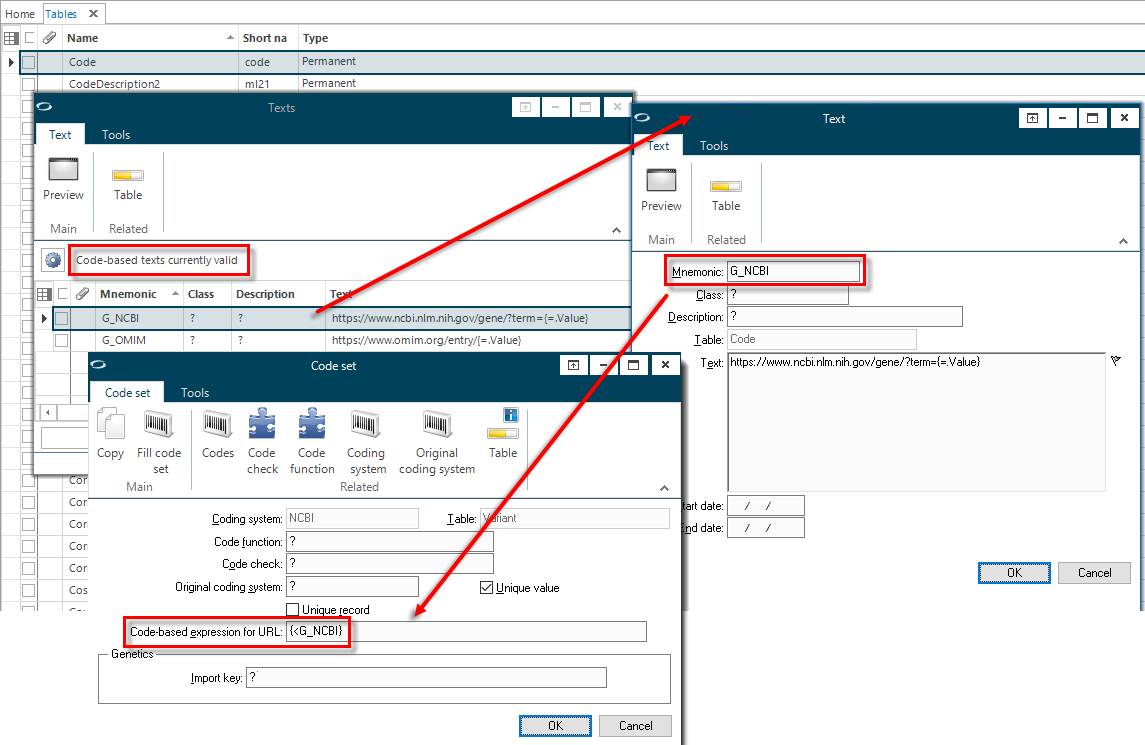 Home Tables
Name Short na Type
Code code Permanent
CodeDescription2 ml21 Permanent
Texts
Text Tools
Preview Table
Main Related
Code-based texts currently valid
Mnemonic Class Description Text
G_NCBI ? ? https://www.ncbi.nlm.nih.gov/gene/?term={=.Value}
G_OMIM ? ? https://www.omim.org/entry/{=.Value}
Text
Text Tools
Preview Table
Main Related
Mnemonic: G_NCBI
Class: ?
Description: ?
Table: Code
Text: https://www.ncbi.nlm.nih.gov/gene/?term={=.Value}
tart date: / /
nd date: / /
OK Cancel
Code set
Code set Tools
Copy Fill code set Codes Code check Code function Coding system Original coding system Table
Main Related
Coding system: NCBI Table: Variant
Code function: ?
Code check: ?
Original coding system: ? Unique value
Unique record
Code-based expression for URL: {<G_NCBI}
Genetics
Import key: ?
OK Cancel
Cor
Cor
Cor
Cor
Cor
Cos